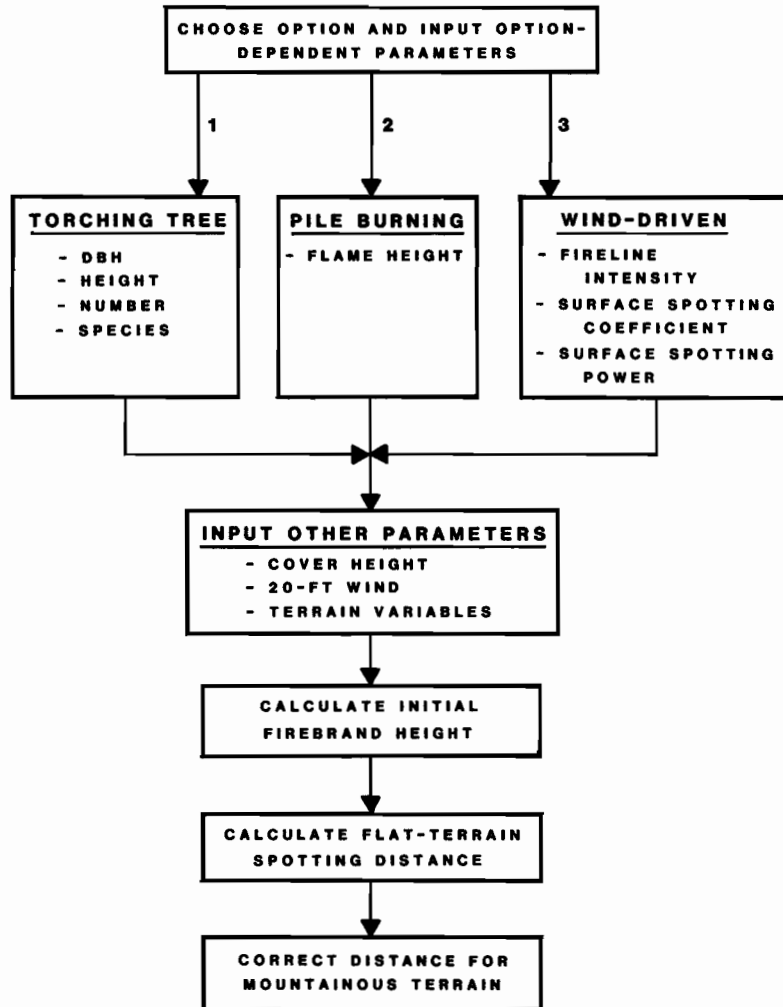 CHOOSE OPTION AND INPUT OPTION-
DEPENDENT PARAMETERS
1
2
3
TORCHING TREE
- DBH
- HEIGHT
- NUMBER
- SPECIES
PILE BURNING
- FLAME HEIGHT
WIND-DRIVEN
- FIRELINE
INTENSITY
- SURFACE SPOTTING
COEFFICIENT
- SURFACE SPOTTING
POWER
INPUT OTHER PARAMETERS
- COVER HEIGHT
- 20-FT WIND
- TERRAIN VARIABLES
CALCULATE INITIAL
FIREBRAND HEIGHT
CALCULATE FLAT-TERRAIN
SPOTTING DISTANCE
CORRECT DISTANCE FOR
MOUNTAINOUS TERRAIN